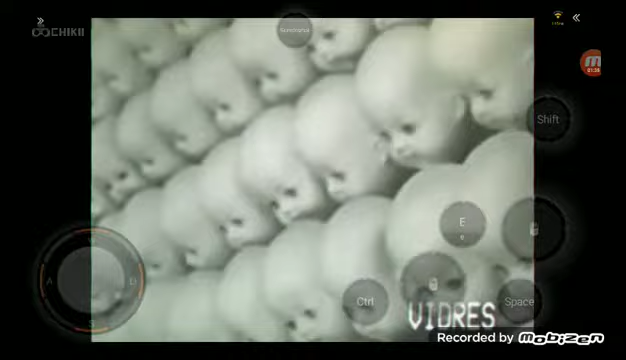 CHIKII
Shift
E
A
D
S
Ctrl
Space
VIDRES
Recorded by mobizen